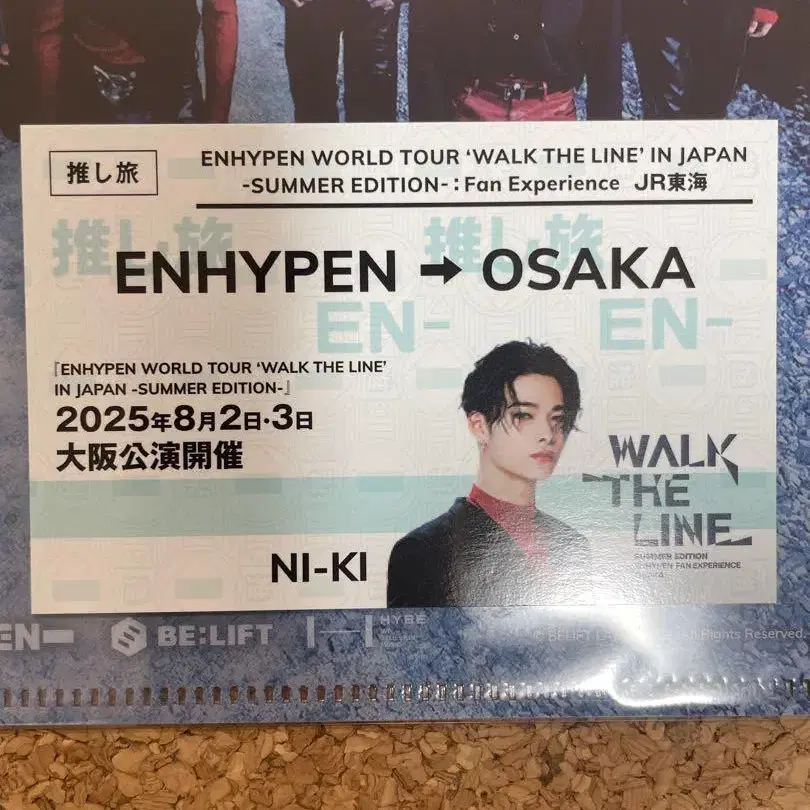 推し旅
ENHYPEN WORLD TOUR ‘WALK THE LINE’ IN JAPAN
-SUMMER EDITION-：Fan Experience JR東海
推し旅 推し旅
ENHYPEN ➔ OSAKA
EN- EN-
『ENHYPEN WORLD TOUR ‘WALK THE LINE’
IN JAPAN -SUMMER EDITION-』
2025年8月2日・3日
大阪公演開催
WALK
THE
LINE
SUMMER EDITION
ENHYPEN FAN EXPERIENCE
NI-KI
EN- BE:LIFT HYBE
© BELIFT All Rights Reserved.